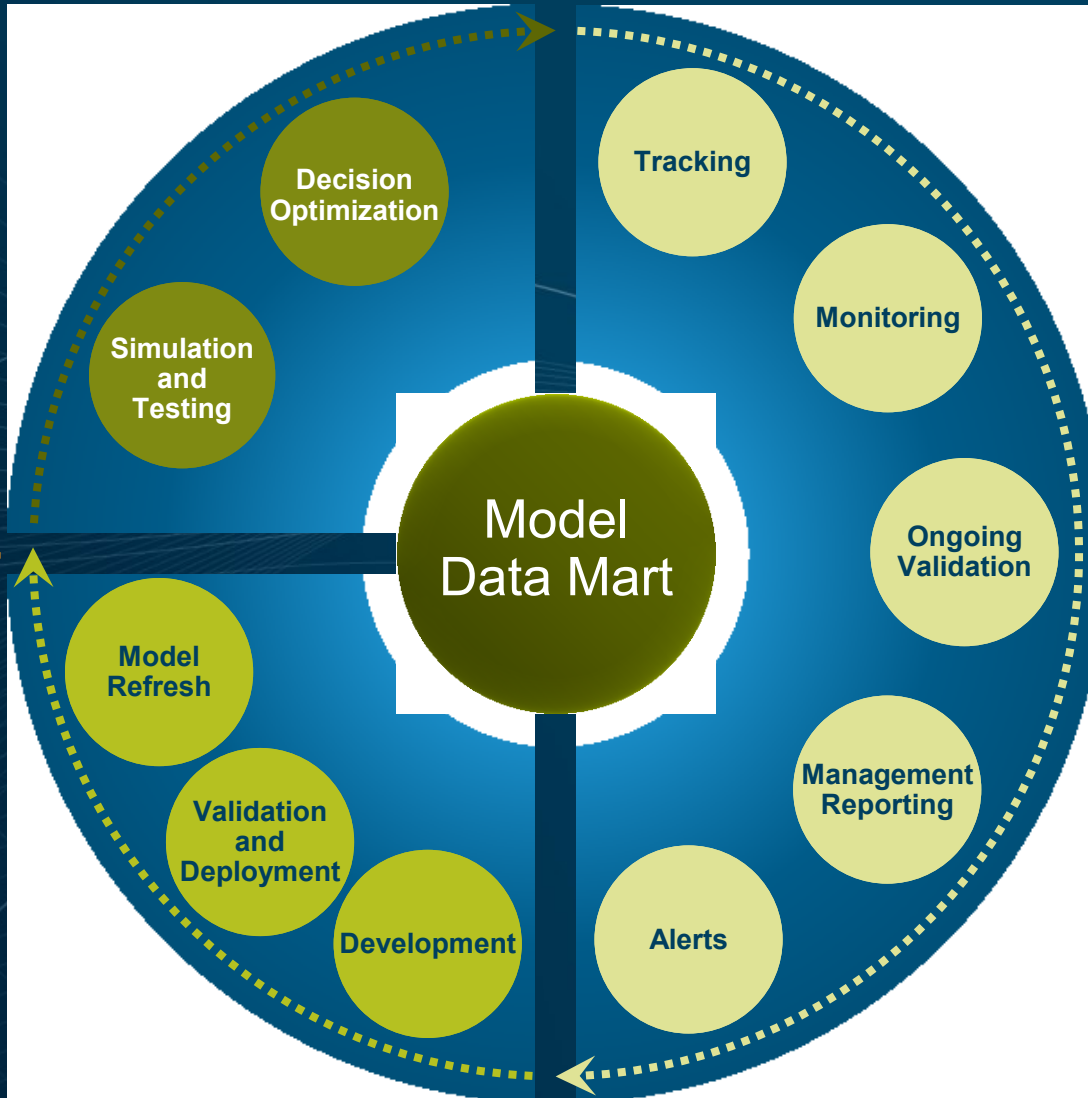 Tracking
Monitoring
Ongoing
Validation
Management
Reporting
Alerts
Development
Validation
and
Deployment
Model
Refresh
Simulation
and
Testing
Decision
Optimization
Model
Data Mart